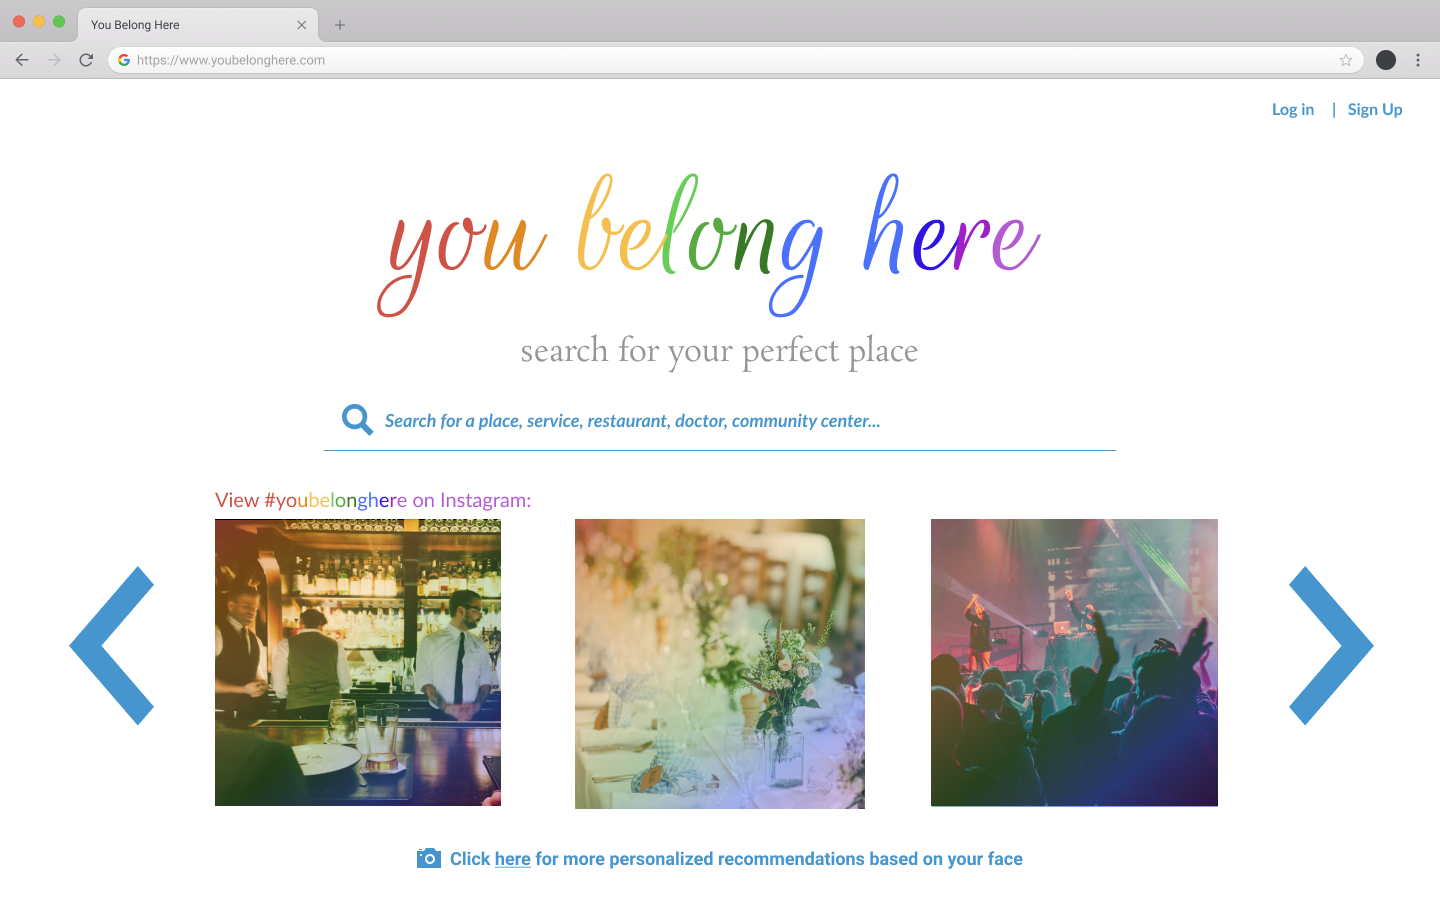 You Belong Here
https://www.youbelonghere.com
Log in | Sign Up
you belong here
search for your perfect place
Search for a place, service, restaurant, doctor, community center...
View #youbelonghere on Instagram:
Click here for more personalized recommendations based on your face